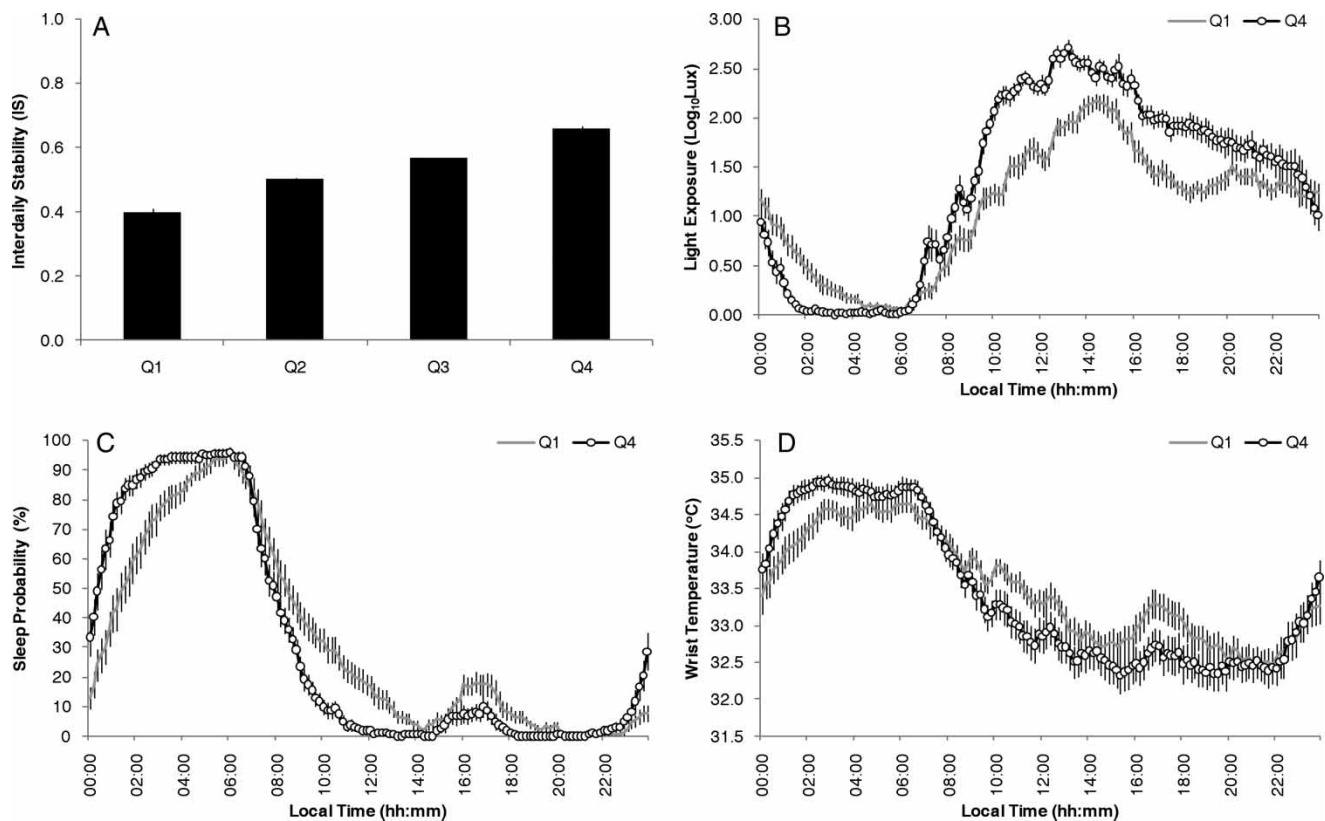 A
Interdaily Stability (IS)
1.0
0.8
0.6
0.4
0.2
0.0
Q1 Q2 Q3 Q4
B
Q1 Q4
Light Exposure (Log10Lux)
3.00
2.50
2.00
1.50
1.00
0.50
0.00
00:00 02:00 04:00 06:00 08:00 10:00 12:00 14:00 16:00 18:00 20:00 22:00
Local Time (hh:mm)
C
Q1 Q4
Sleep Probability (%)
100
90
80
70
60
50
40
30
20
10
0
00:00 02:00 04:00 06:00 08:00 10:00 12:00 14:00 16:00 18:00 20:00 22:00
Local Time (hh:mm)
D
Q1 Q4
Wrist Temperature (°C)
35.5
35.0
34.5
34.0
33.5
33.0
32.5
32.0
31.5
00:00 02:00 04:00 06:00 08:00 10:00 12:00 14:00 16:00 18:00 20:00 22:00
Local Time (hh:mm)